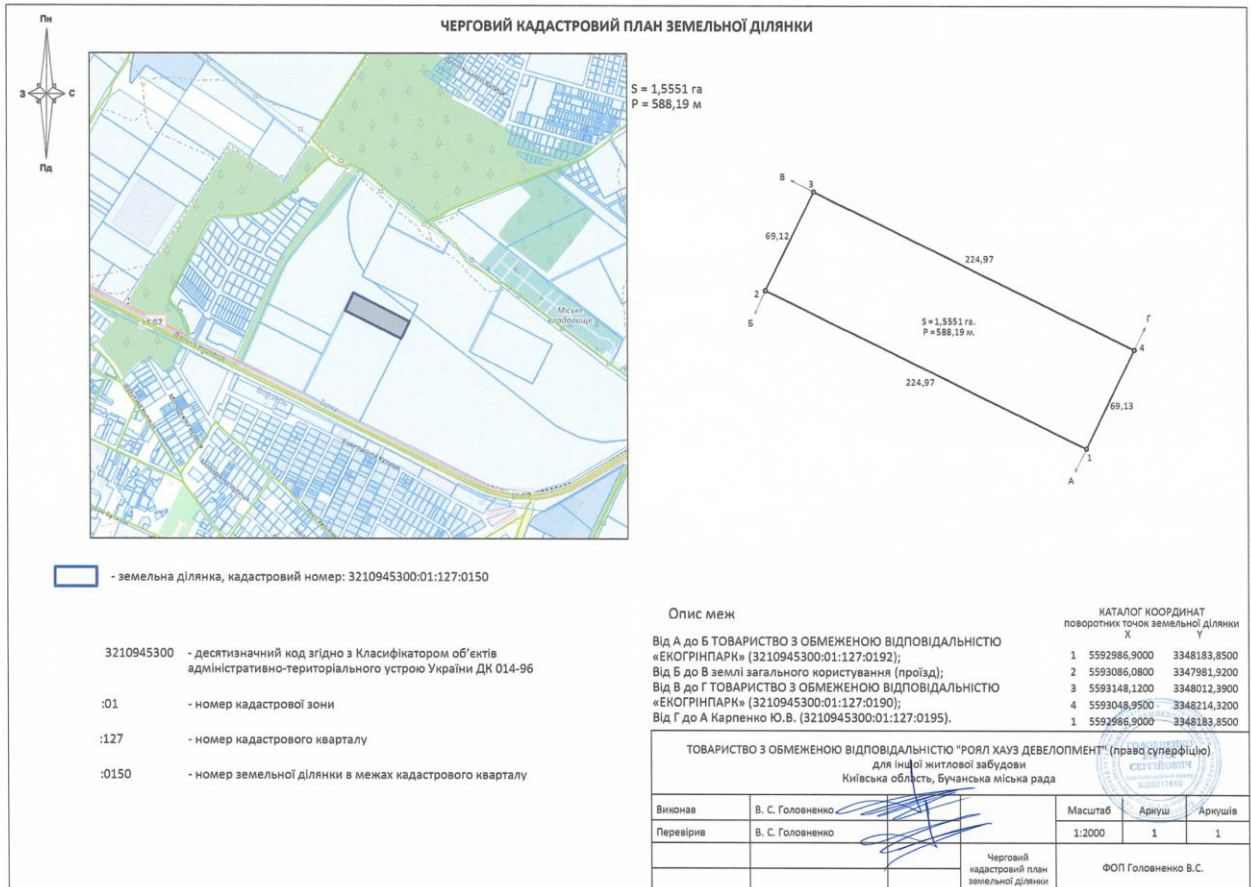 ЧЕРГОВИЙ КАДАСТРОВИЙ ПЛАН ЗЕМЕЛЬНОЇ ДІЛЯНКИ
Пн
З
С
Пд
S = 1,5551 га
P = 588,19 м
М 07
Міське
кладовище
Ворзель
Буча
В
3
69,12
224,97
2
Б
S = 1,5551 га.
P = 588,19 м.
Г
4
224,97
69,13
1
А
- земельна ділянка, кадастровий номер: 3210945300:01:127:0150
3210945300 - десятизначний код згідно з Класифікатором об'єктів
адміністративно-територіального устрою України ДК 014-96
:01 - номер кадастрової зони
:127 - номер кадастрового кварталу
:0150 - номер земельної ділянки в межах кадастрового кварталу
Опис меж
Від А до Б ТОВАРИСТВО З ОБМЕЖЕНОЮ ВІДПОВІДАЛЬНІСТЮ
«ЕКОГРІНПАРК» (3210945300:01:127:0192);
Від Б до В землі загального користування (проїзд);
Від В до Г ТОВАРИСТВО З ОБМЕЖЕНОЮ ВІДПОВІДАЛЬНІСТЮ
«ЕКОГРІНПАРК» (3210945300:01:127:0190);
Від Г до А Карпенко Ю.В. (3210945300:01:127:0195).
КАТАЛОГ КООРДИНАТ
поворотних точок земельної ділянки
X Y
1 5592986,9000 3348183,8500
2 5593086,0800 3347981,9200
3 5593148,1200 3348012,3900
4 5593048,9500 3348214,3200
1 5592986,9000 3348183,8500
ТОВАРИСТВО З ОБМЕЖЕНОЮ ВІДПОВІДАЛЬНІСТЮ "РОЯЛ ХАУЗ ДЕВЕЛОПМЕНТ" (право суперфіцію)
для іншої житлової забудови
Київська область, Бучанська міська рада
ГОЛОВНЕНКО
СЕРГІЙОВИЧ
Виконав В. С. Головненко Масштаб Аркуш Аркушів
Перевірив В. С. Головненко 1:2000 1 1
Черговий
кадастровий план
земельної ділянки
ФОП Головненко В.С.